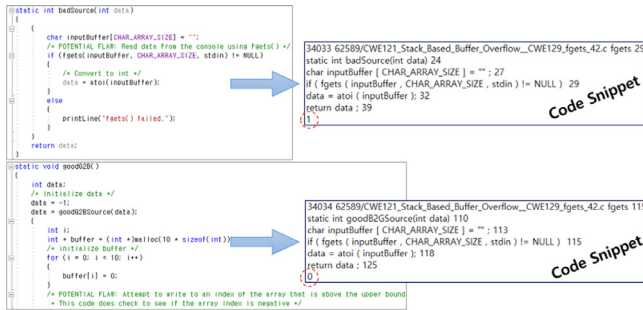 static int badSource(int data)
{
{
char inputBuffer[CHAR_ARRAY_SIZE] = "";
/* POTENTIAL FLAW: Read data from the console using fgets() */
if (fgets(inputBuffer, CHAR_ARRAY_SIZE, stdin) != NULL)
{
/* Convert to int */
data = atoi(inputBuffer);
}
else
{
printLine("fgets() failed.");
}
}
return data;
}
34033 62589/CWE121_Stack_Based_Buffer_Overflow__CWE129_fgets_42.c fgets 29
static int badSource(int data) 24
char inputBuffer [ CHAR_ARRAY_SIZE ] = "" ; 27
if ( fgets ( inputBuffer , CHAR_ARRAY_SIZE , stdin ) != NULL ) 29
data = atoi ( inputBuffer ); 32
return data ; 39
1
Code Snippet
static void goodG2B()
{
int data;
/* Initialize data */
data = -1;
data = goodG2BSource(data);
{
int i;
int * buffer = (int *)malloc(10 * sizeof(int))
/* initialize buffer */
for (i = 0; i < 10; i++)
{
buffer[i] = 0;
}
/* POTENTIAL FLAW: Attempt to write to an index of the array that is above the upper bound
* This code does check to see if the array index is negative */
34034 62589/CWE121_Stack_Based_Buffer_Overflow__CWE129_fgets_42.c fgets 115
static int goodB2GSource(int data) 110
char inputBuffer [ CHAR_ARRAY_SIZE ] = "" ; 113
if ( fgets ( inputBuffer , CHAR_ARRAY_SIZE , stdin ) != NULL ) 115
data = atoi ( inputBuffer ); 118
return data ; 125
0
Code Snippet